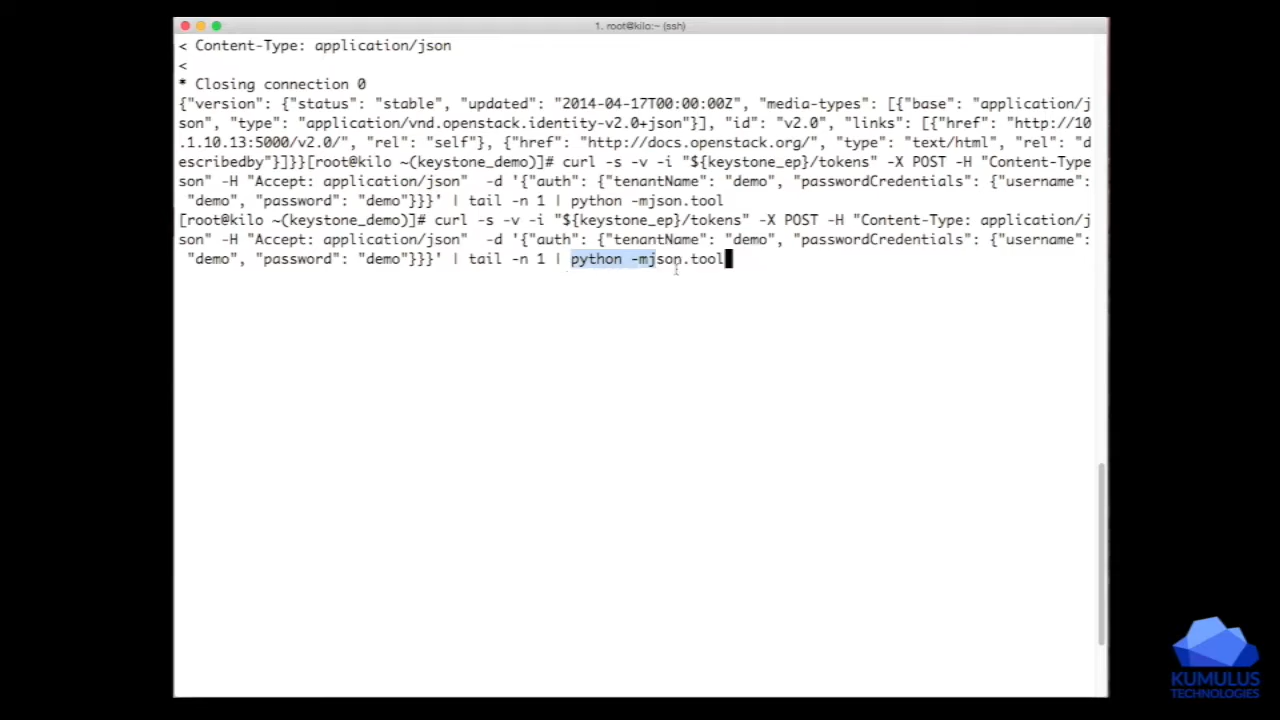 1. root@kilo:~ (ssh)
< Content-Type: application/json
<
* Closing connection 0
{"version": {"status": "stable", "updated": "2014-04-17T00:00:00Z", "media-types": [{"base": "application/j
son", "type": "application/vnd.openstack.identity-v2.0+json"}], "id": "v2.0", "links": [{"href": "http://10
.1.10.13:5000/v2.0/", "rel": "self"}, {"href": "http://docs.openstack.org/", "type": "text/html", "rel": "d
escribedby"}]}}[root@kilo ~(keystone_demo)]# curl -s -v -i "${keystone_ep}/tokens" -X POST -H "Content-Type
son" -H "Accept: application/json"  -d '{"auth": {"tenantName": "demo", "passwordCredentials": {"username":
"demo", "password": "demo"}}}' | tail -n 1 | python -mjson.tool
[root@kilo ~(keystone_demo)]# curl -s -v -i "${keystone_ep}/tokens" -X POST -H "Content-Type: application/j
son" -H "Accept: application/json"  -d '{"auth": {"tenantName": "demo", "passwordCredentials": {"username":
"demo", "password": "demo"}}}' | tail -n 1 | python -mjson.tool
KUMULUS
TECHNOLOGIES